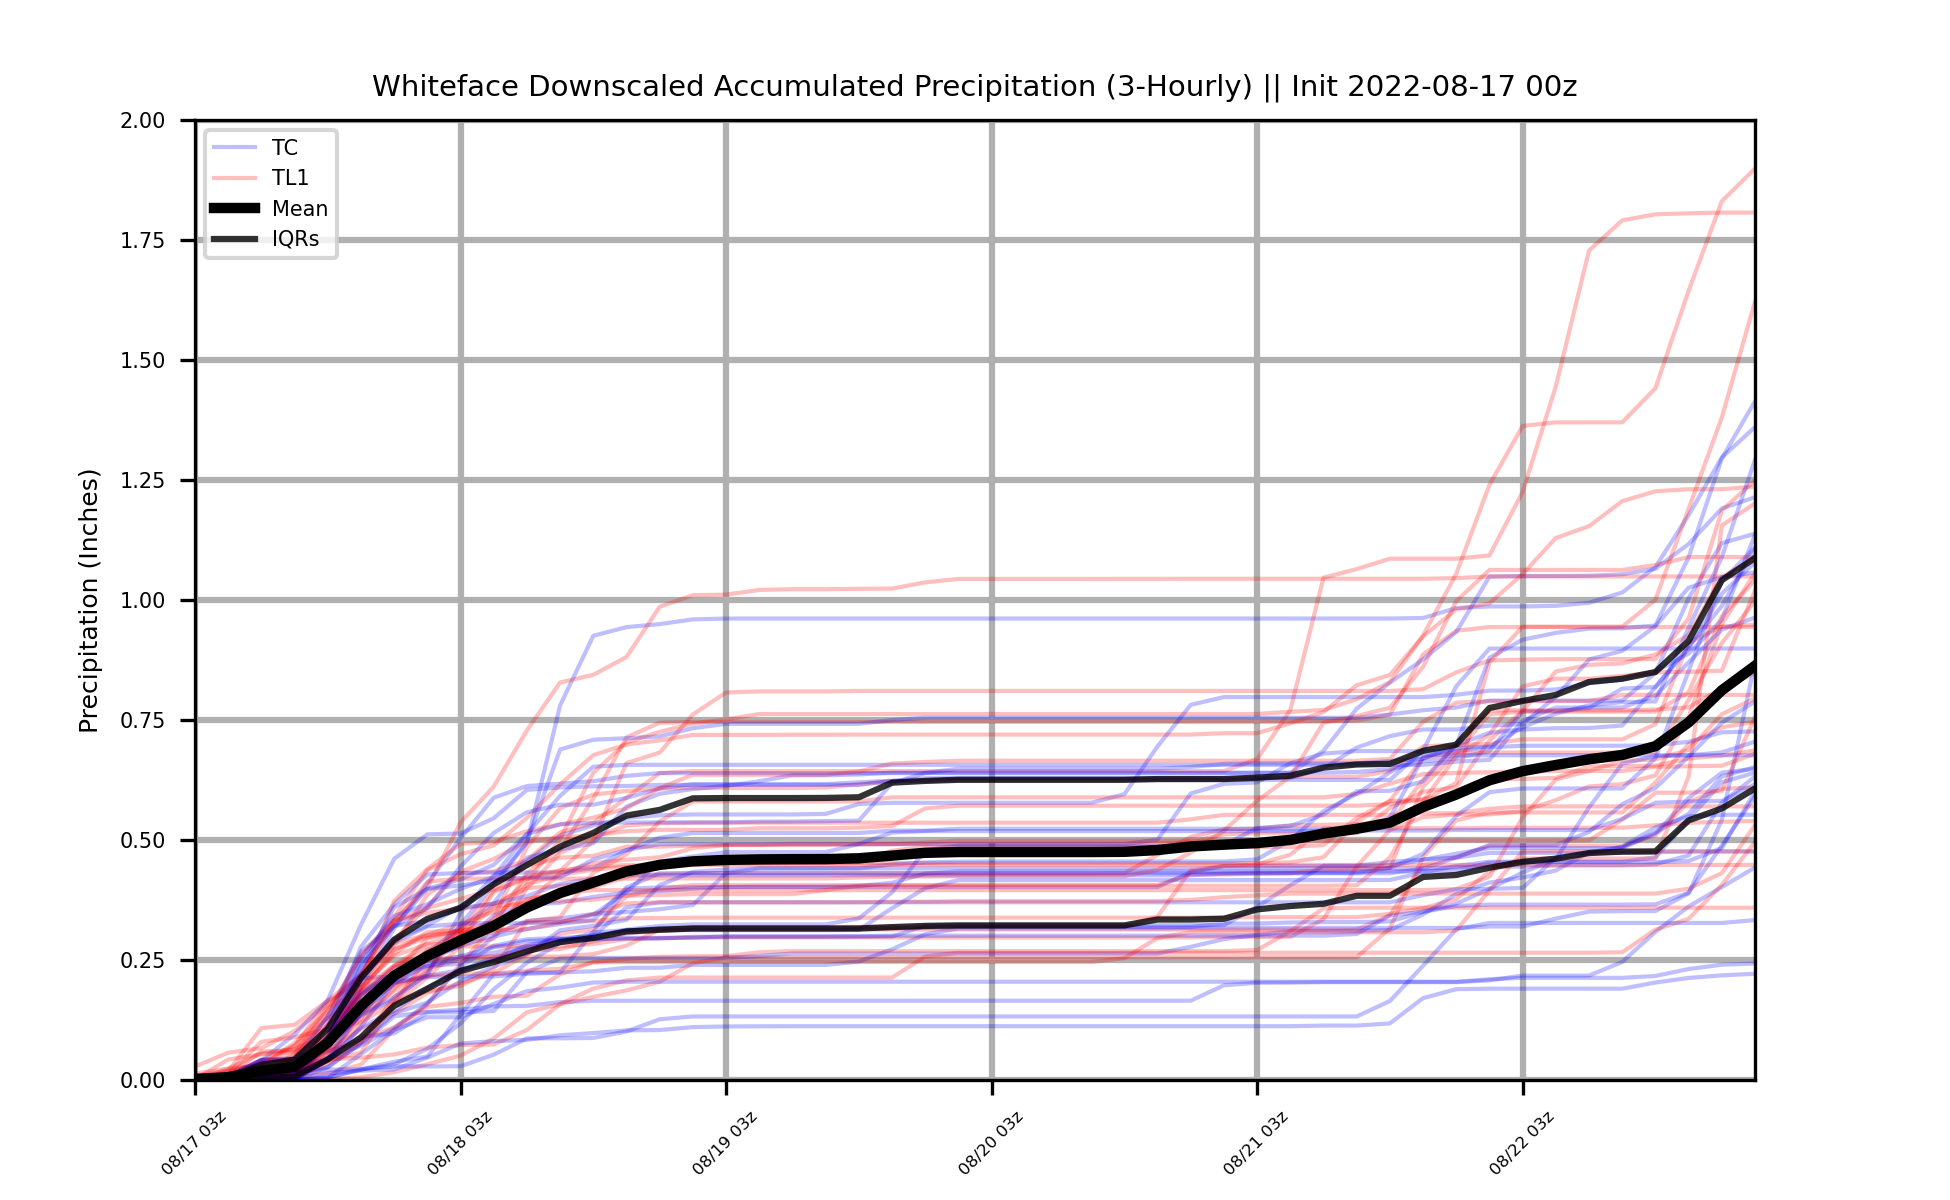 Whiteface Downscaled Accumulated Precipitation (3-Hourly) || Init 2022-08-17 00z
2.00
1.75
1.50
1.25
1.00
0.75
0.50
0.25
0.00
Precipitation (Inches)
TC
TL1
Mean
IQRs
08/17 03z
08/18 03z
08/19 03z
08/20 03z
08/21 03z
08/22 03z